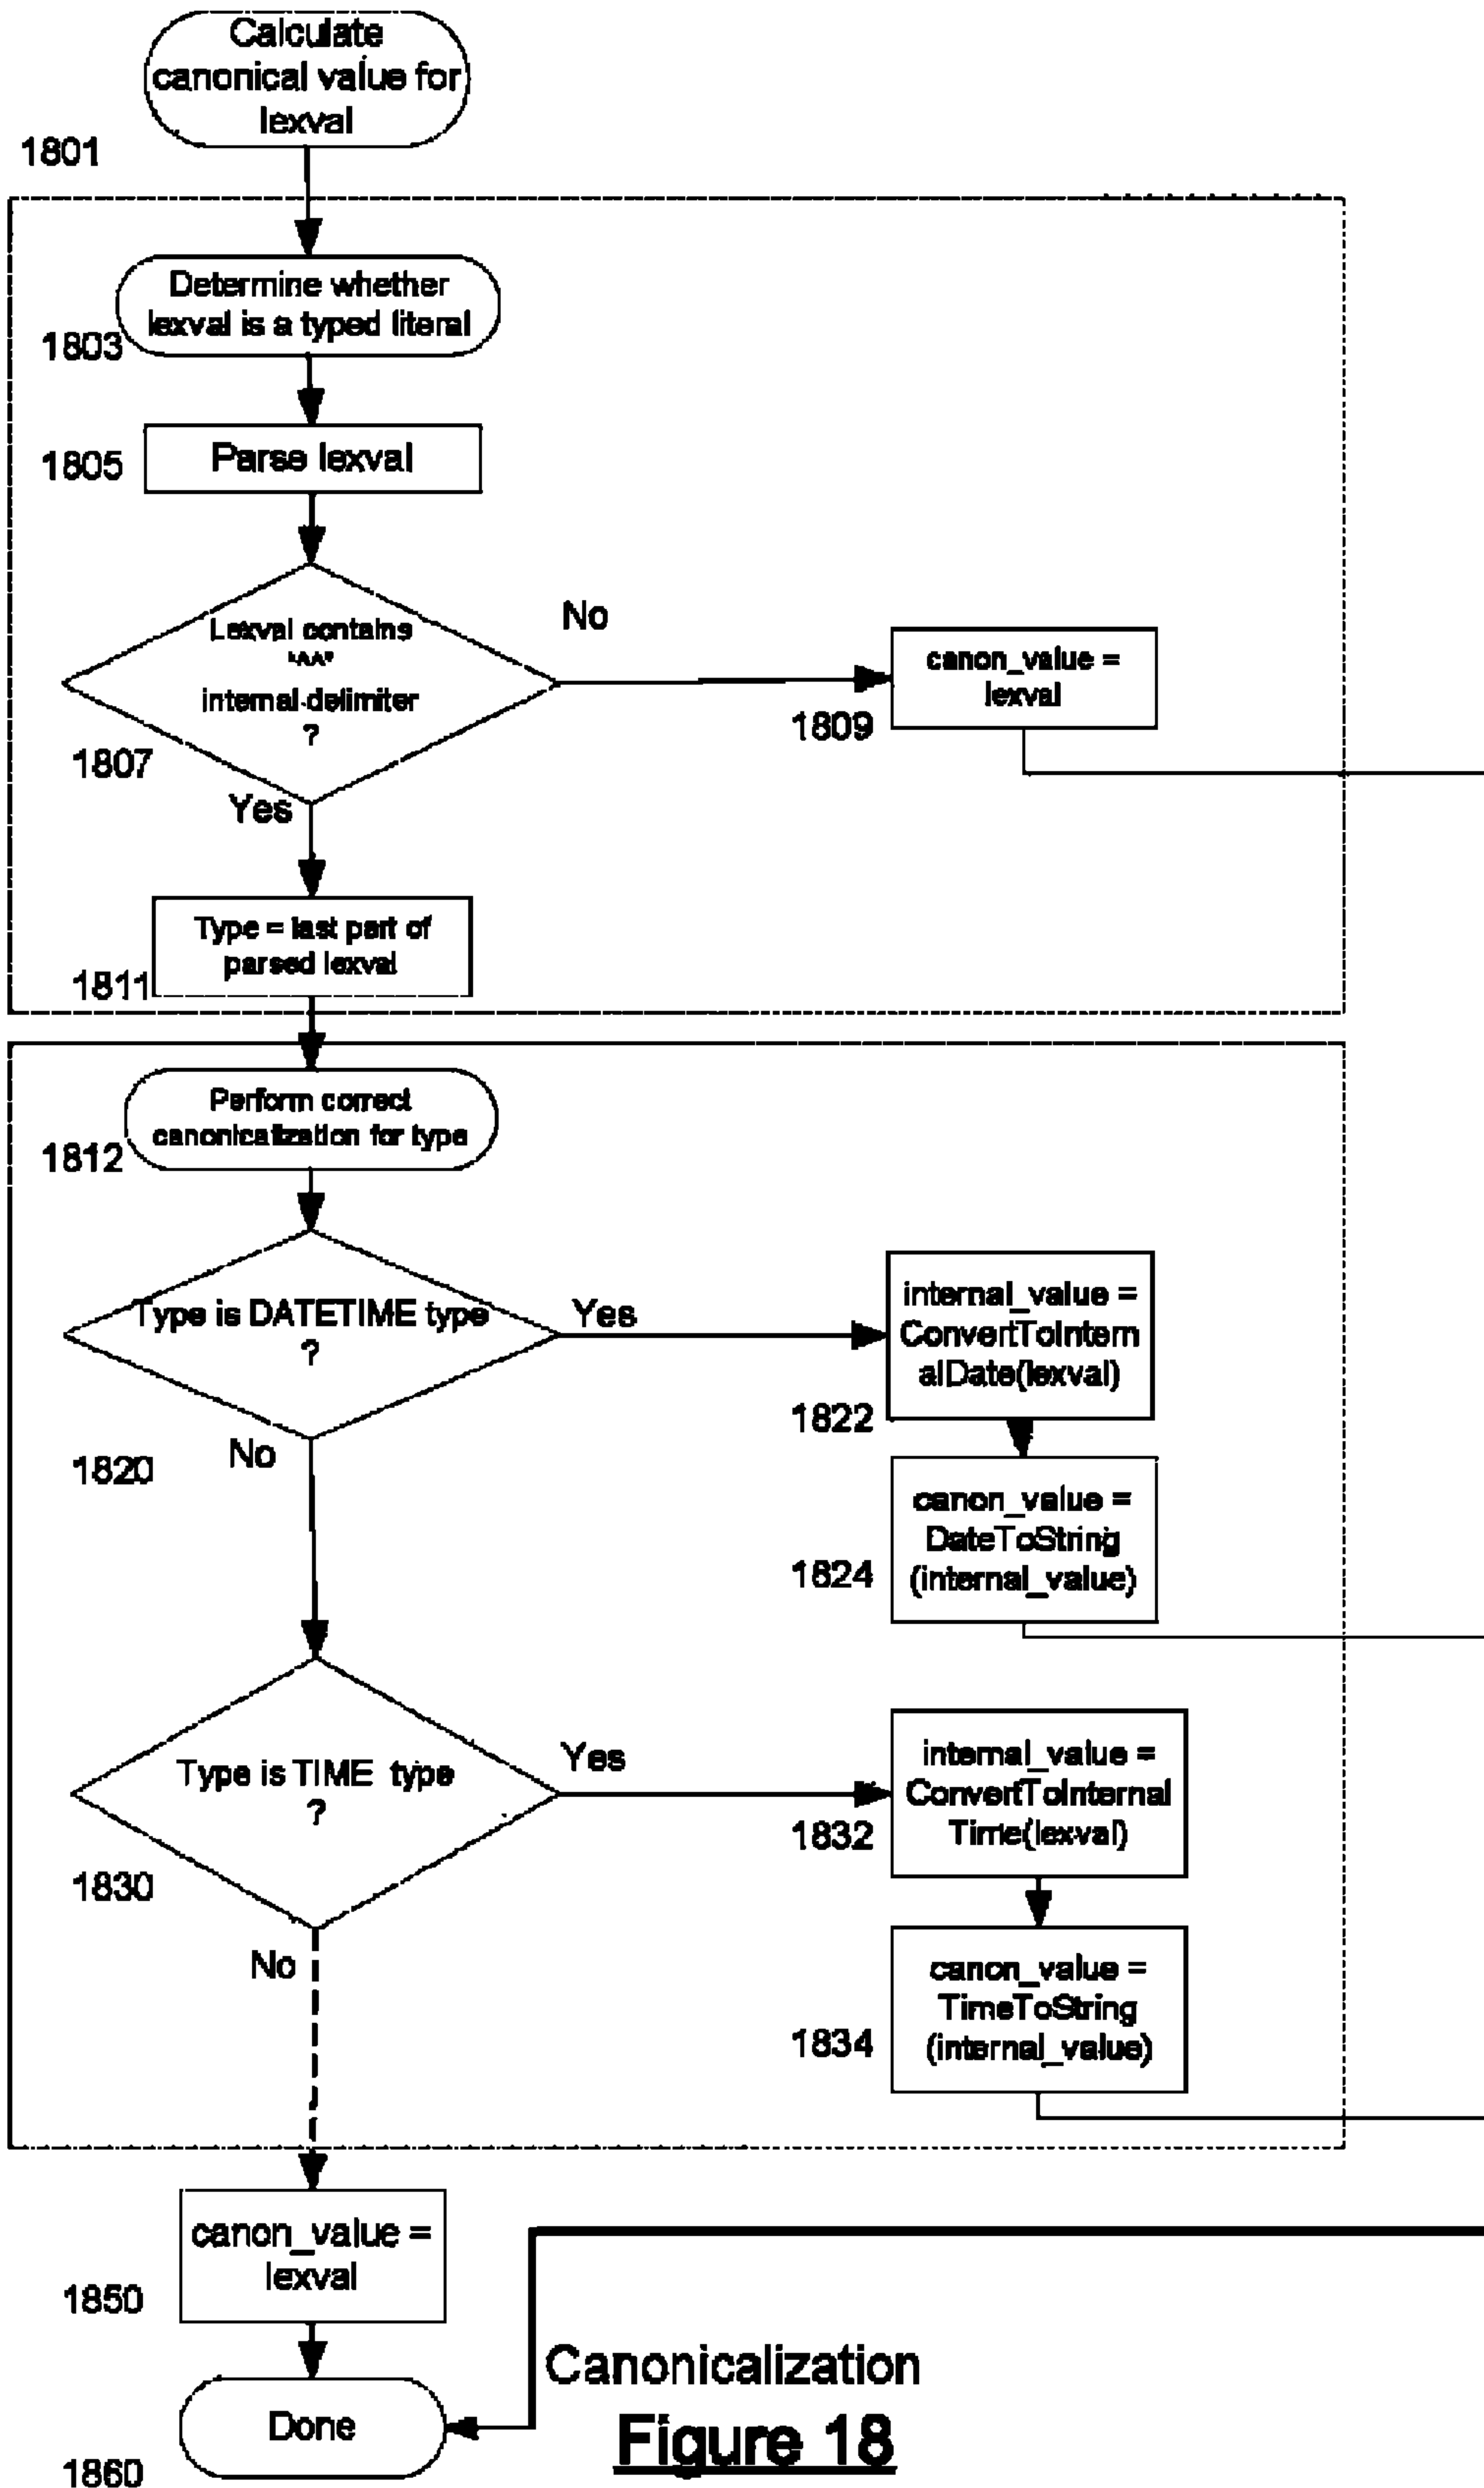 Calculate
canonical value for
lexval
1801
Determine whether
lexval is a typed literal
1803
Parse lexval
1805
Lexval contains
"^^"
internal delimiter
?
1807
No
Yes
canon_value =
lexval
1809
Type = last part of
parsed lexval
1811
Perform correct
canonicalization for type
1812
Type is DATETIME type
?
1820
Yes
No
internal_value =
ConvertToIntern
alDate(lexval)
1822
canon_value =
DateToString
(internal_value)
1824
Type is TIME type
?
1830
Yes
No
internal_value =
ConvertToInternal
Time(lexval)
1832
canon_value =
TimeToString
(internal_value)
1834
canon_value =
lexval
1850
Done
1860
Canonicalization
Figure 18